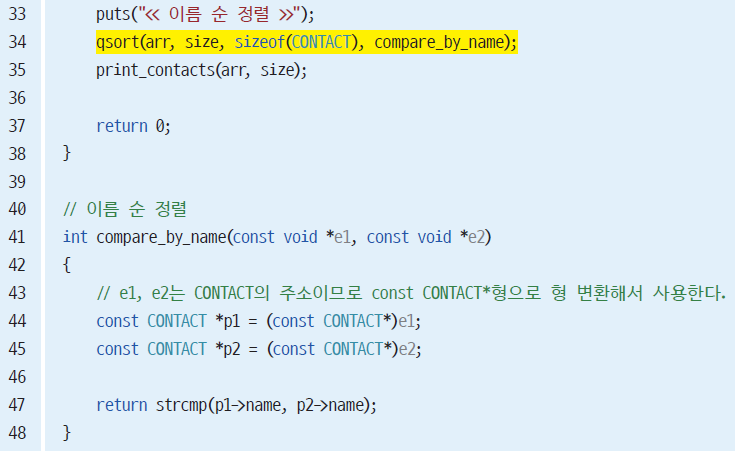 33 puts("<< 이름 순 정렬 >>");
34 qsort(arr, size, sizeof(CONTACT), compare_by_name);
35 print_contacts(arr, size);
36
37 return 0;
38 }
39
40 // 이름 순 정렬
41 int compare_by_name(const void *e1, const void *e2)
42 {
43 // e1, e2는 CONTACT의 주소이므로 const CONTACT*형으로 형 변환해서 사용한다.
44 const CONTACT *p1 = (const CONTACT*)e1;
45 const CONTACT *p2 = (const CONTACT*)e2;
46
47 return strcmp(p1->name, p2->name);
48 }